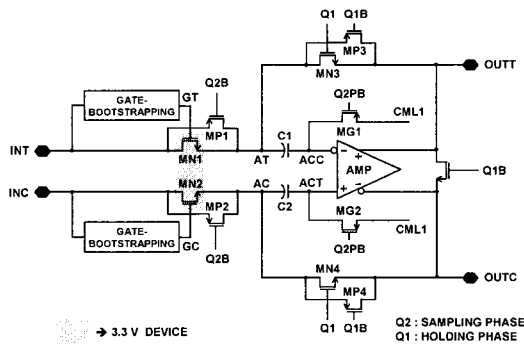 Q1
Q1B
MP3
MN3
OUTT
GATE-
BOOTSTRAPPING
GT
Q2B
MP1
Q2PB
CML1
C1
MG1
INT
MN1
AT
ACC
AMP
Q1B
INC
MN2
AC
ACT
MP2
C2
MG2
CML1
GATE-
BOOTSTRAPPING
GC
Q2B
Q2PB
MN4
OUTC
MP4
Q1
Q1B
→ 3.3 V DEVICE
Q2 : SAMPLING PHASE
Q1 : HOLDING PHASE